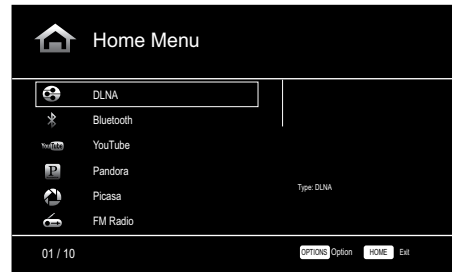 Home Menu
DLNA
Bluetooth
YouTube
YouTube
P
Pandora
Picasa
FM Radio
Type: DLNA
01 / 10
OPTIONS Option HOME Exit